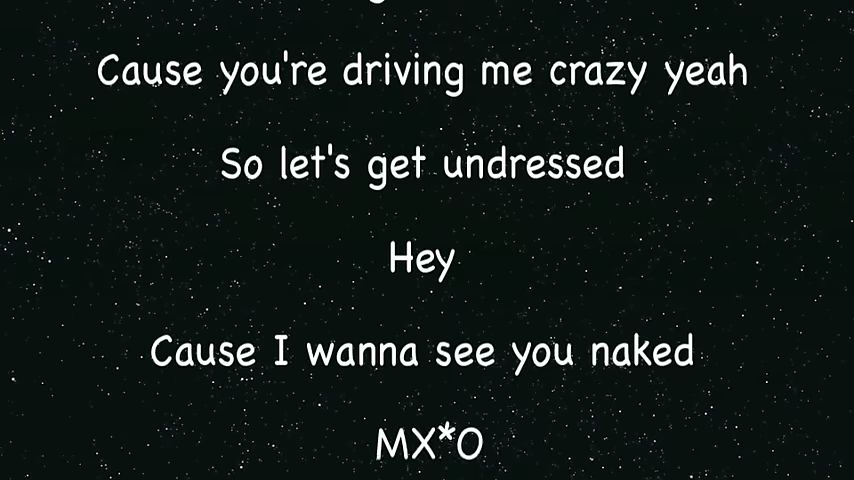 Cause you're driving me crazy yeah
So let's get undressed
Hey
Cause I wanna see you naked
MX*O